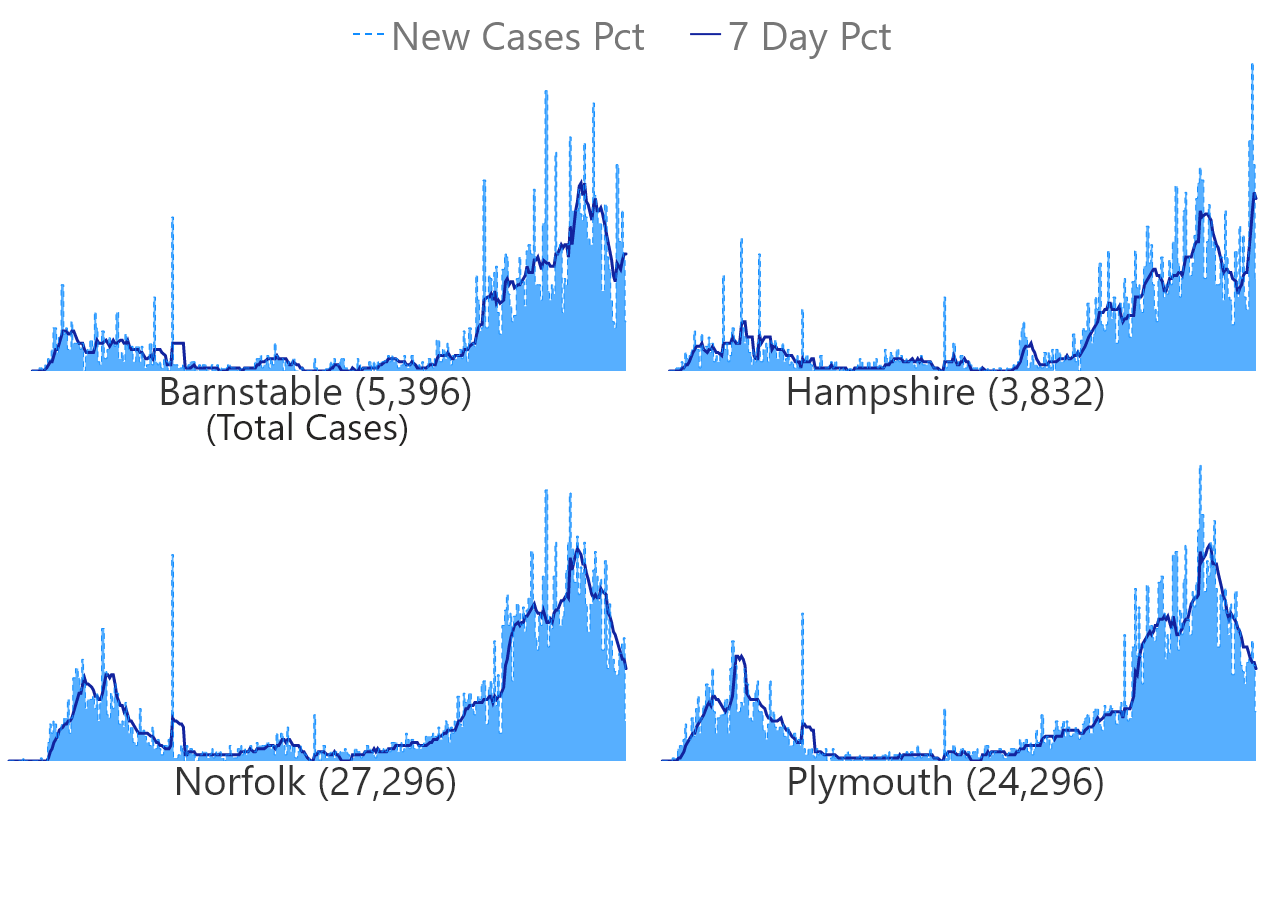 New Cases Pct 7 Day Pct
Barnstable (5,396) Hampshire (3,832)
(Total Cases)
Norfolk (27,296) Plymouth (24,296)